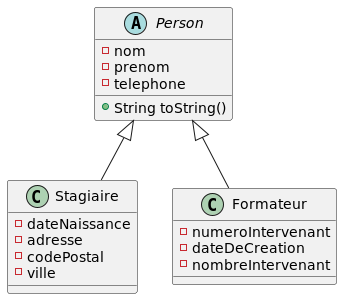 A Person
nom
prenom
telephone
String toString()
C Stagiaire
dateNaissance
adresse
codePostal
ville
C Formateur
numeroIntervenant
dateDeCreation
nombreIntervenant